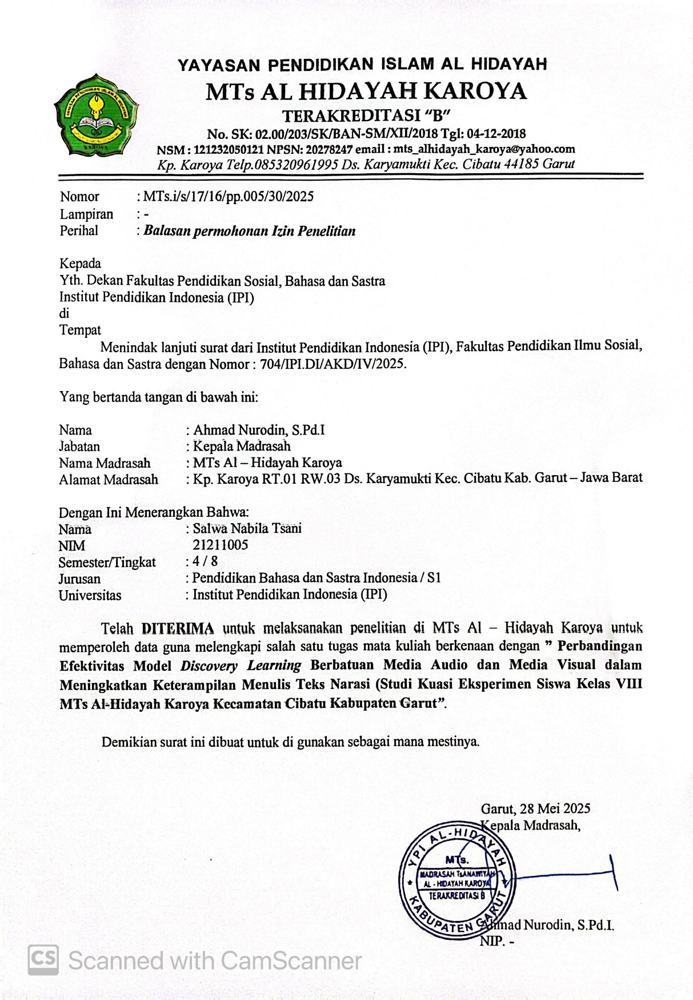 YAYASAN PENDIDIKAN ISLAM AL HIDAYAH
MTs AL HIDAYAH KAROYA
TERAKREDITASI “B”
No. SK: 02.00/203/SK/BAN-SM/XII/2018 Tgl: 04-12-2018
NSM : 121232050121 NPSN: 20278247 email : mts_alhidayah_karoya@yahoo.com
Kp. Karoya Telp.085320961995 Ds. Karyamukti Kec. Cibatu 44185 Garut
YAYASAN PENDIDIKAN ISLAM AL HIDAYAH
KAROYA
Nomor : MTs.i/s/17/16/pp.005/30/2025
Lampiran : -
Perihal : Balasan permohonan Izin Penelitian
Kepada
Yth. Dekan Fakultas Pendidikan Sosial, Bahasa dan Sastra
Institut Pendidikan Indonesia (IPI)
di
Tempat
Menindak lanjuti surat dari Institut Pendidikan Indonesia (IPI), Fakultas Pendidikan Ilmu Sosial,
Bahasa dan Sastra dengan Nomor : 704/IPI.DI/AKD/IV/2025.
Yang bertanda tangan di bawah ini:
Nama : Ahmad Nurodin, S.Pd.I
Jabatan : Kepala Madrasah
Nama Madrasah : MTs Al – Hidayah Karoya
Alamat Madrasah : Kp. Karoya RT.01 RW.03 Ds. Karyamukti Kec. Cibatu Kab. Garut – Jawa Barat
Dengan Ini Menerangkan Bahwa:
Nama : Salwa Nabila Tsani
NIM 21211005
Semester/Tingkat : 4 / 8
Jurusan : Pendidikan Bahasa dan Sastra Indonesia / S1
Universitas : Institut Pendidikan Indonesia (IPI)
Telah DITERIMA untuk melaksanakan penelitian di MTs Al – Hidayah Karoya untuk
memperoleh data guna melengkapi salah satu tugas mata kuliah berkenaan dengan ” Perbandingan
Efektivitas Model Discovery Learning Berbatuan Media Audio dan Media Visual dalam
Meningkatkan Keterampilan Menulis Teks Narasi (Studi Kuasi Eksperimen Siswa Kelas VIII
MTs Al-Hidayah Karoya Kecamatan Cibatu Kabupaten Garut”.
Demikian surat ini dibuat untuk di gunakan sebagai mana mestinya.
Garut, 28 Mei 2025
Kepala Madrasah,
YPI AL-HIDAYAH
MTs.
MADRASAH TSANAWIYAH
AL - HIDAYAH KAROYA
TERAKREDITASI B
KABUPATEN GARUT
Ahmad Nurodin, S.Pd.I.
NIP. -
CS Scanned with CamScanner